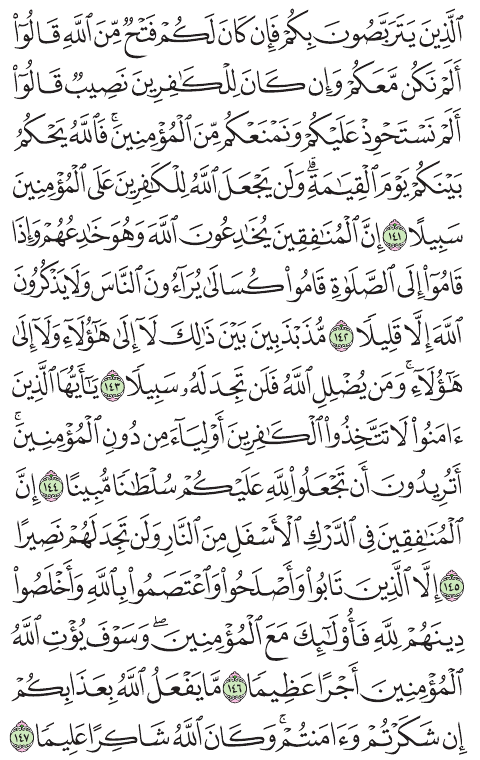 ٱلَّذِينَ يَتَرَبَّصُونَ بِكُمْ فَإِن كَانَ لَكُمْ فَتْحٌ مِّنَ ٱللَّهِ قَالُوٓا۟
أَلَمْ نَكُن مَّعَكُمْ وَإِن كَانَ لِلْكَـٰفِرِينَ نَصِيبٌ قَالُوٓا۟
أَلَمْ نَسْتَحْوِذْ عَلَيْكُمْ وَنَمْنَعْكُم مِّنَ ٱلْمُؤْمِنِينَ ۚ فَٱللَّهُ يَحْكُمُ
بَيْنَكُمْ يَوْمَ ٱلْقِيَـٰمَةِ ۗ وَلَن يَجْعَلَ ٱللَّهُ لِلْكَـٰفِرِينَ عَلَى ٱلْمُؤْمِنِينَ
سَبِيلًا ١٤١ إِنَّ ٱلْمُنَـٰفِقِينَ يُخَـٰدِعُونَ ٱللَّهَ وَهُوَ خَـٰدِعُهُمْ وَإِذَا
قَامُوٓا۟ إِلَى ٱلصَّلَوٰةِ قَامُوا۟ كُسَالَىٰ يُرَآءُونَ ٱلنَّاسَ وَلَا يَذْكُرُونَ
ٱللَّهَ إِلَّا قَلِيلًا ١٤٢ مُّذَبْذَبِينَ بَيْنَ ذَٰلِكَ لَآ إِلَىٰ هَـٰٓؤُلَآءِ وَلَآ إِلَىٰ
هَـٰٓؤُلَآءِ ۚ وَمَن يُضْلِلِ ٱللَّهُ فَلَن تَجِدَ لَهُۥ سَبِيلًا ١٤٣ يَـٰٓأَيُّهَا ٱلَّذِينَ
ءَامَنُوا۟ لَا تَتَّخِذُوا۟ ٱلْكَـٰفِرِينَ أَوْلِيَآءَ مِن دُونِ ٱلْمُؤْمِنِينَ ۚ
أَتُرِيدُونَ أَن تَجْعَلُوا۟ لِلَّهِ عَلَيْكُمْ سُلْطَـٰنًا مُّبِينًا ١٤٤ إِنَّ
ٱلْمُنَـٰفِقِينَ فِى ٱلدَّرْكِ ٱلْأَسْفَلِ مِنَ ٱلنَّارِ وَلَن تَجِدَ لَهُمْ نَصِيرًا
١٤٥ إِلَّا ٱلَّذِينَ تَابُوا۟ وَأَصْلَحُوا۟ وَٱعْتَصَمُوا۟ بِٱللَّهِ وَأَخْلَصُوا۟
دِينَهُمْ لِلَّهِ فَأُو۟لَـٰٓئِكَ مَعَ ٱلْمُؤْمِنِينَ ۖ وَسَوْفَ يُؤْتِ ٱللَّهُ
ٱلْمُؤْمِنِينَ أَجْرًا عَظِيمًا ١٤٦ مَّا يَفْعَلُ ٱللَّهُ بِعَذَابِكُمْ
إِن شَكَرْتُمْ وَءَامَنتُمْ ۚ وَكَانَ ٱللَّهُ شَاكِرًا عَلِيمًا ١٤٧